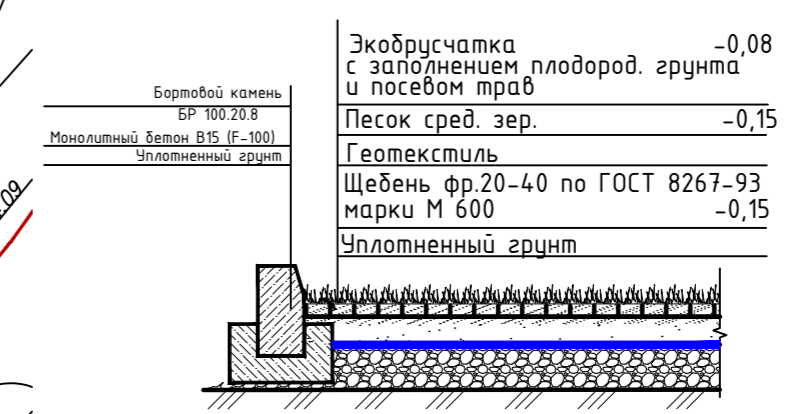 Экобрусчатка -0,08
с заполнением плодород. грунта
и посевом трав
Песок сред. зер. -0,15
Геотекстиль
Щебень фр.20-40 по ГОСТ 8267-93
марки М 600 -0,15
Уплотненный грунт
Бортовой камень
БР 100.20.8
Монолитный бетон В15 (F-100)
Уплотненный грунт